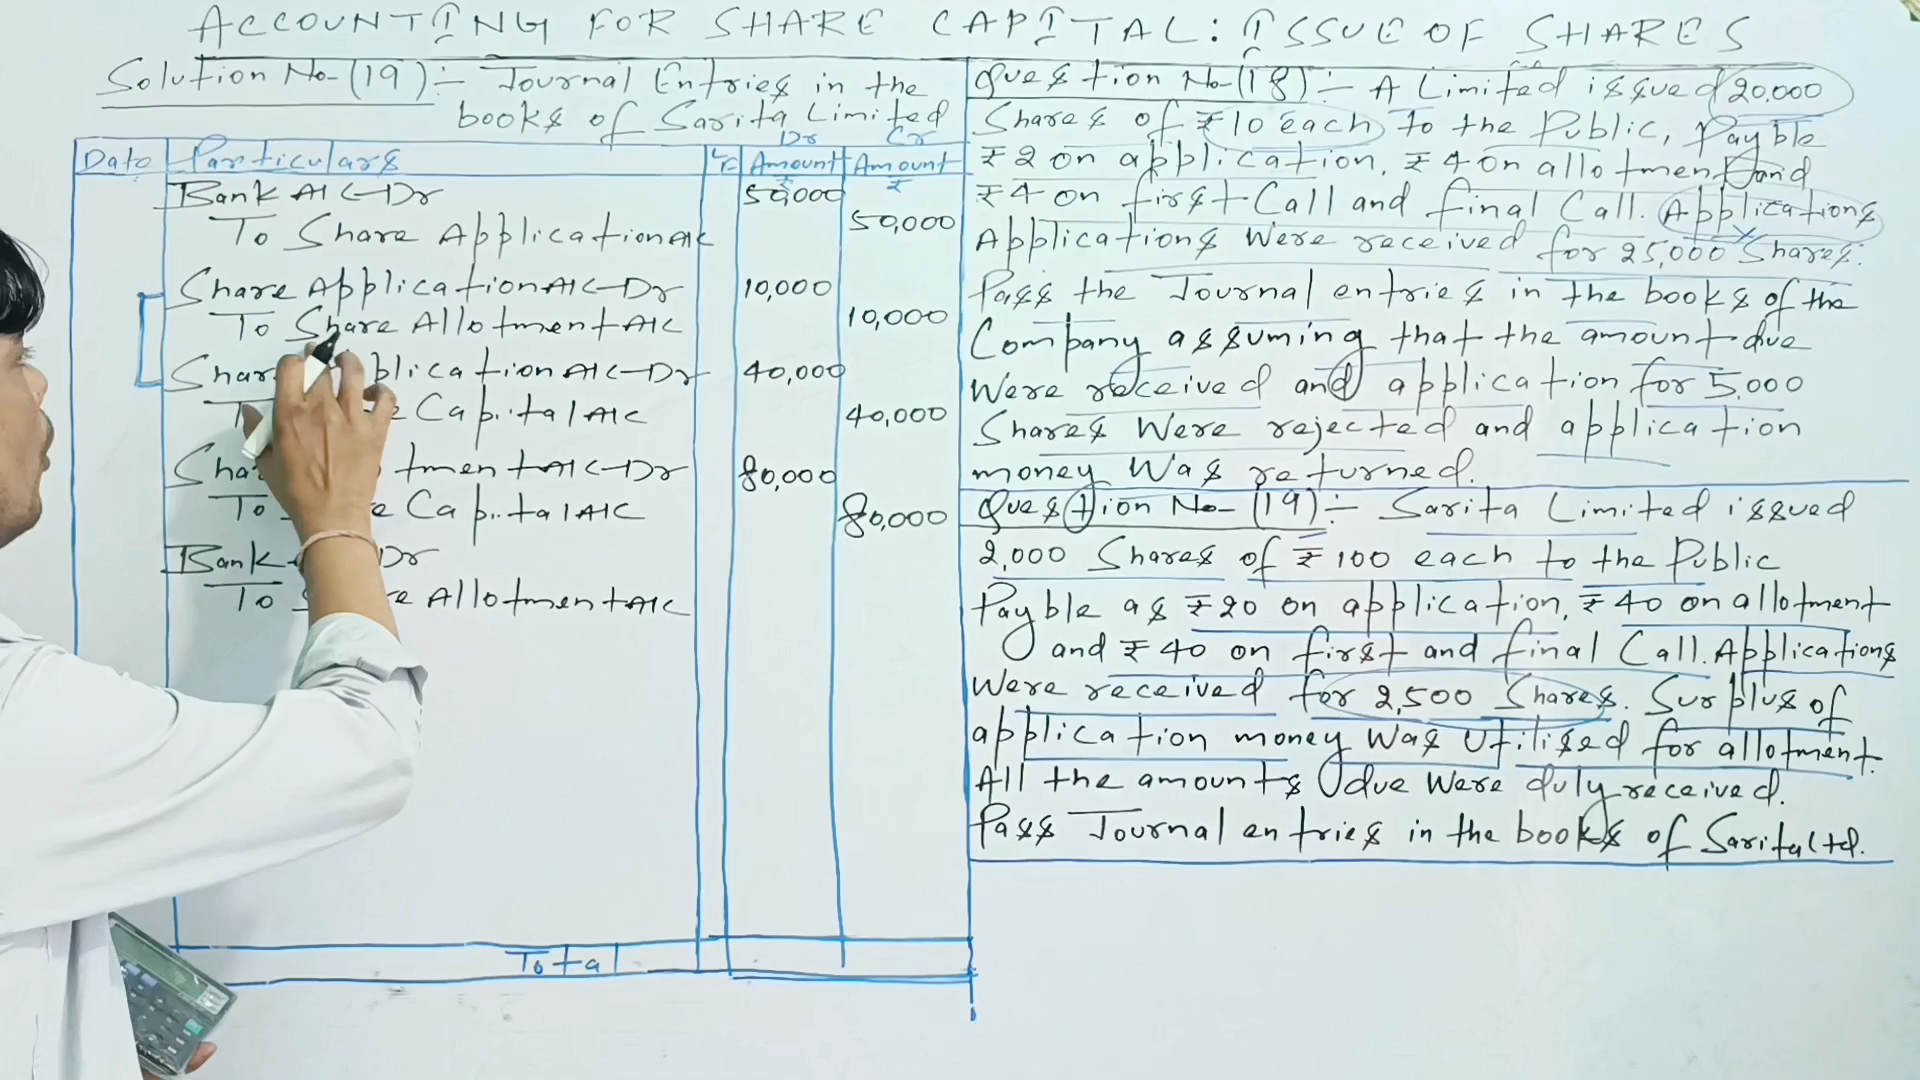 ACCOUNTING FOR SHARE CAPITAL: ISSUE OF SHARES
Solution No-(19):- Journal Entries in the
books of Sarita Limited
Dr Cr
Date Particulars LF Amount ₹ Amount ₹
Bank A/C-Dr 50,000
To Share Application A/C 50,000
Share Application A/C-Dr 10,000
To Share Allotment A/C 10,000
A/C-Dr 40,000
Capital A/C 40,000
A/C-Dr 80,000
To Capital A/C 80,000
Bank Dr
To Allotment A/C
Total
Question No-(18):- A Limited issued 20,000
Shares of ₹10 each to the Public, Payble
₹2 on application, ₹4 on allotment and
₹4 on first Call and final Call. Applications
Applications Were received for 25,000 Shares.
Pass the Journal entries in the books of the
Company assuming that the amount due
Were received and application for 5,000
Shares Were rejected and application
money Was returned.
Question No- (19):- Sarita Limited issued
2,000 Shares of ₹100 each to the Public
Payble as ₹20 on application, ₹40 on allotment
and ₹40 on first and final Call. Applications
Were received for 2,500 Shares. Surplus of
application money Was Utilised for allotment.
All the amounts due Were duly received.
Pass Journal entries in the books of Sarita Ltd.